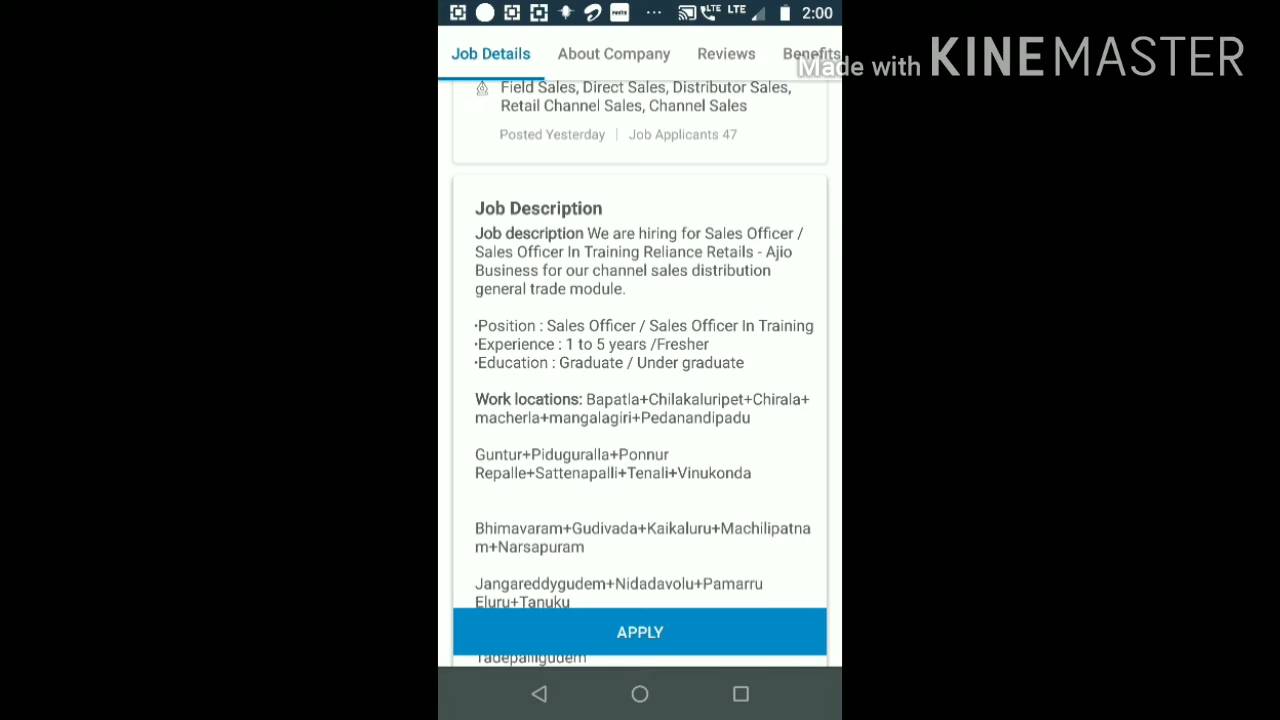 2:00
LTE LTE
Job Details About Company Reviews Benefits
Made with KINEMASTER
Field Sales, Direct Sales, Distributor Sales,
Retail Channel Sales, Channel Sales
Posted Yesterday | Job Applicants 47
Job Description
Job description We are hiring for Sales Officer /
Sales Officer In Training Reliance Retails - Ajio
Business for our channel sales distribution
general trade module.
•Position : Sales Officer / Sales Officer In Training
•Experience : 1 to 5 years /Fresher
•Education : Graduate / Under graduate
Work locations: Bapatla+Chilakaluripet+Chirala+
macherla+mangalagiri+Pedanandipadu
Guntur+Piduguralla+Ponnur
Repalle+Sattenapalli+Tenali+Vinukonda
Bhimavaram+Gudivada+Kaikaluru+Machilipatna
m+Narsapuram
Jangareddygudem+Nidadavolu+Pamarru
Eluru+Tanuku
APPLY
Tadepalligudem